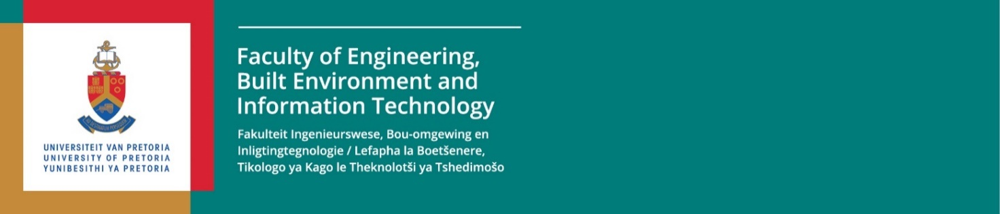 UNIVERSITEIT VAN PRETORIA
UNIVERSITY OF PRETORIA
YUNIBESITHI YA PRETORIA
Faculty of Engineering,
Built Environment and
Information Technology
Fakulteit Ingenieurswese, Bou-omgewing en
Inligtingtegnologie / Lefapha la Boetšenere,
Tikologo ya Kago le Theknolotši ya Tshedimošo